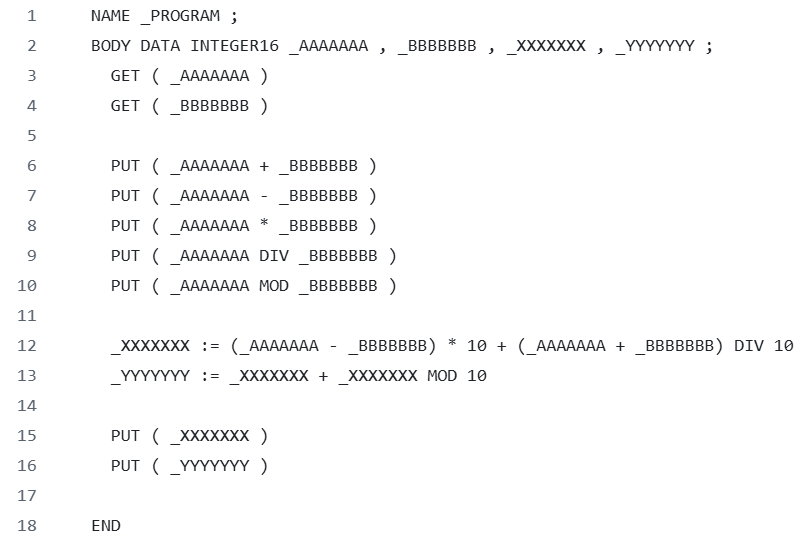 1 NAME _PROGRAM ;
2 BODY DATA INTEGER16 _AAAAAAA , _BBBBBBB , _XXXXXXX , _YYYYYYY ;
3 GET ( _AAAAAAA )
4 GET ( _BBBBBBB )
5
6 PUT ( _AAAAAAA + _BBBBBBB )
7 PUT ( _AAAAAAA - _BBBBBBB )
8 PUT ( _AAAAAAA * _BBBBBBB )
9 PUT ( _AAAAAAA DIV _BBBBBBB )
10 PUT ( _AAAAAAA MOD _BBBBBBB )
11
12 _XXXXXXX := (_AAAAAAA - _BBBBBBB) * 10 + (_AAAAAAA + _BBBBBBB) DIV 10
13 _YYYYYYY := _XXXXXXX + _XXXXXXX MOD 10
14
15 PUT ( _XXXXXXX )
16 PUT ( _YYYYYYY )
17
18 END